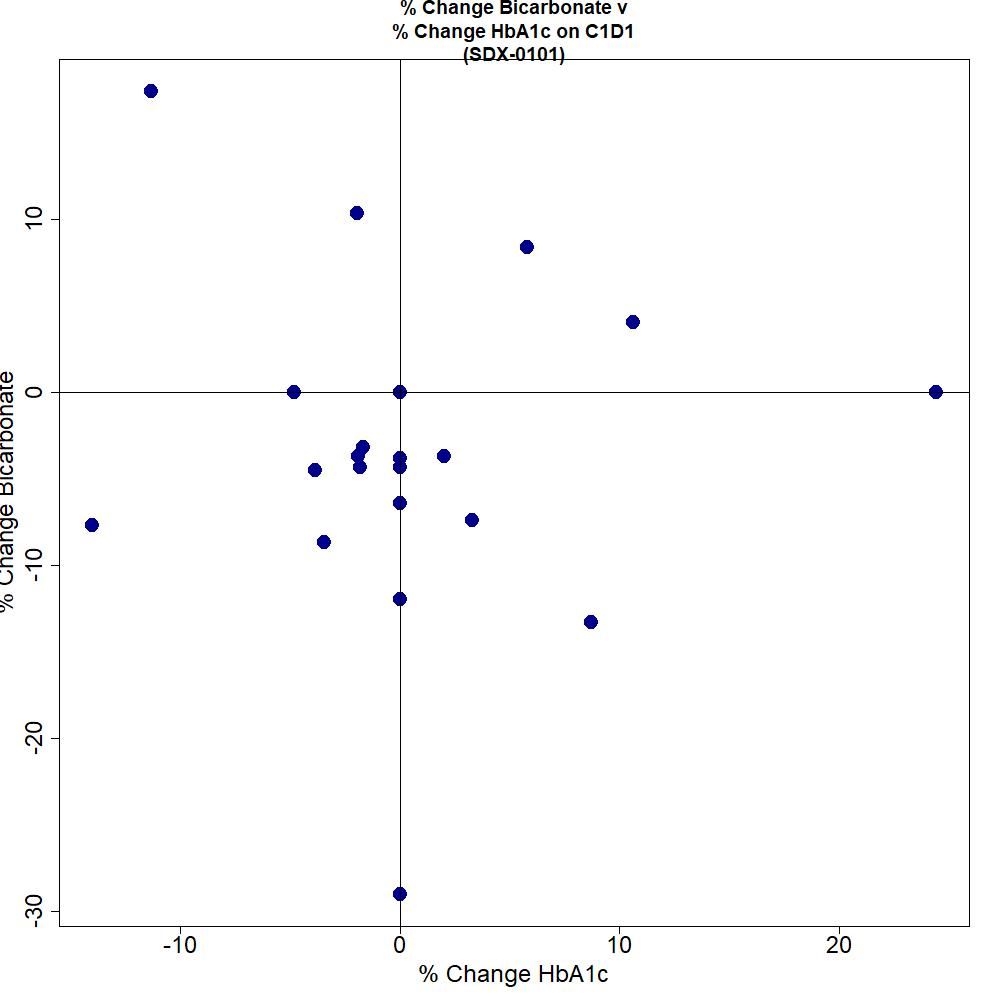 % Change Bicarbonate v
% Change HbA1c on C1D1
(SDX-0101)
% Change Bicarbonate
10
0
-10
-20
-30
-10 0 10 20
% Change HbA1c